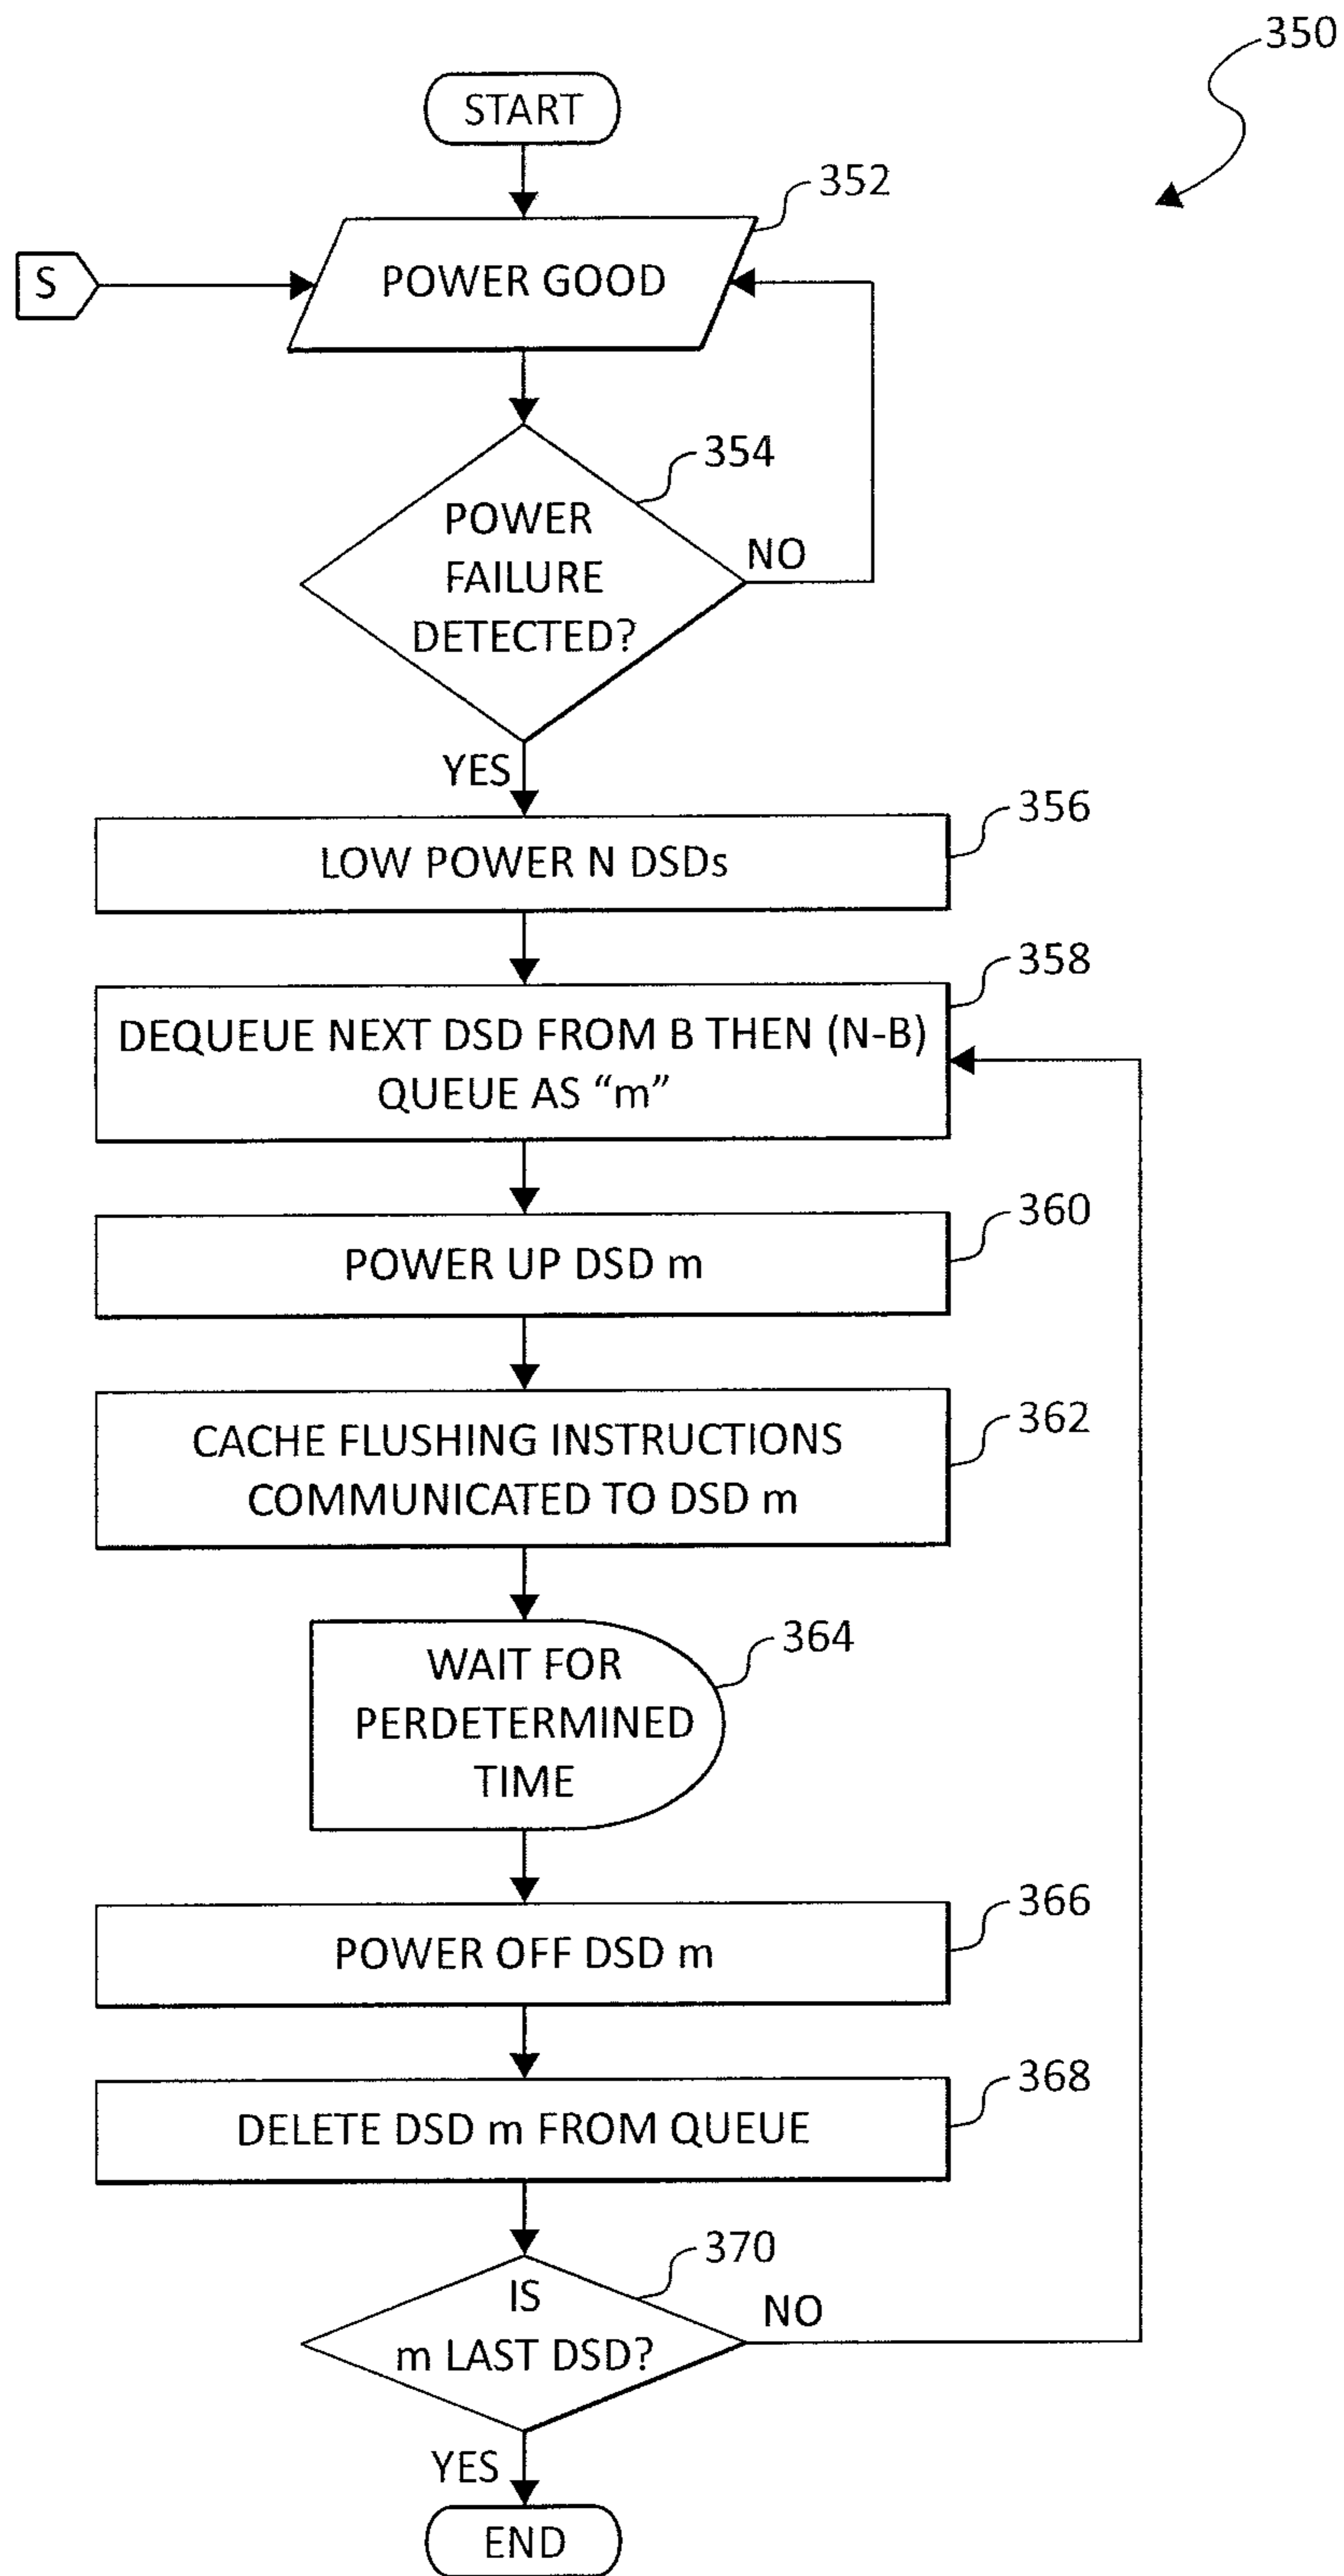 350
START
352
S
POWER GOOD
354
POWER
FAILURE
DETECTED?
NO
YES
356
LOW POWER N DSDs
358
DEQUEUE NEXT DSD FROM B THEN (N-B)
QUEUE AS “m”
360
POWER UP DSD m
362
CACHE FLUSHING INSTRUCTIONS
COMMUNICATED TO DSD m
364
WAIT FOR
PERDETERMINED
TIME
366
POWER OFF DSD m
368
DELETE DSD m FROM QUEUE
370
IS
m LAST DSD?
NO
YES
END